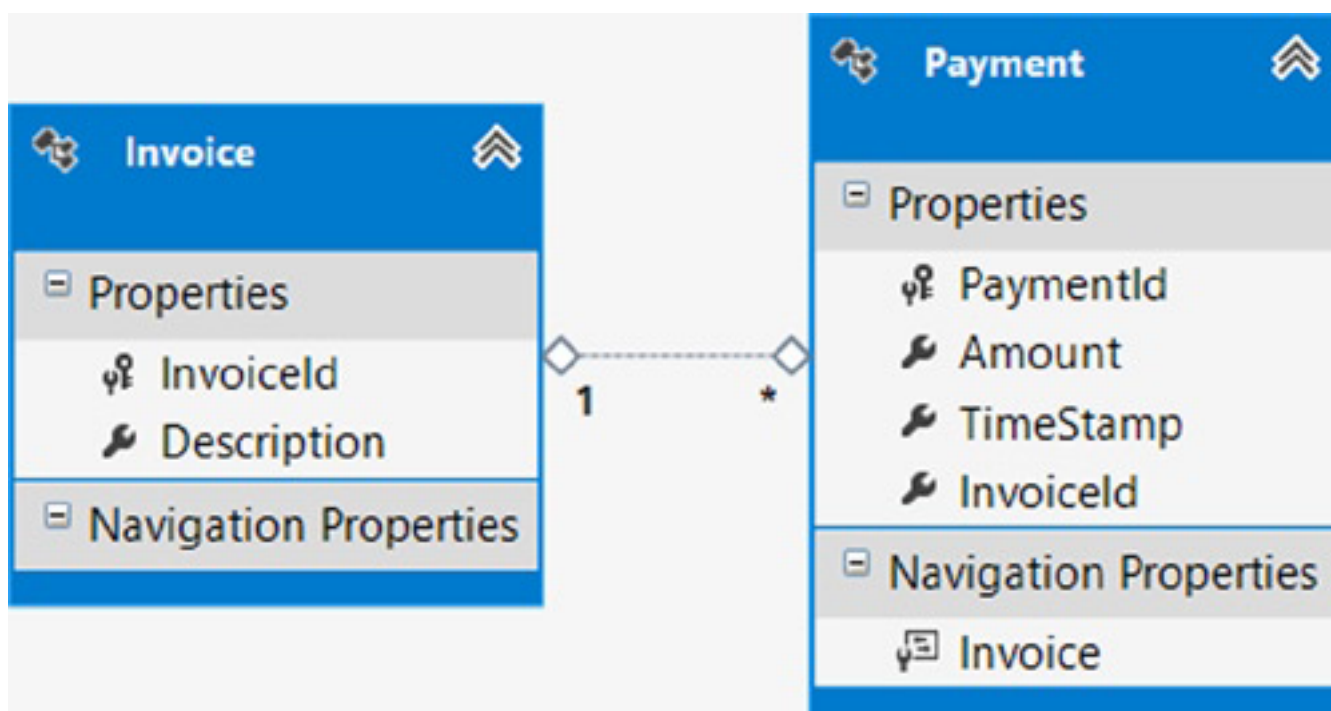 Invoice
Properties
InvoiceId
Description
Navigation Properties
1
*
Payment
Properties
PaymentId
Amount
TimeStamp
InvoiceId
Navigation Properties
Invoice